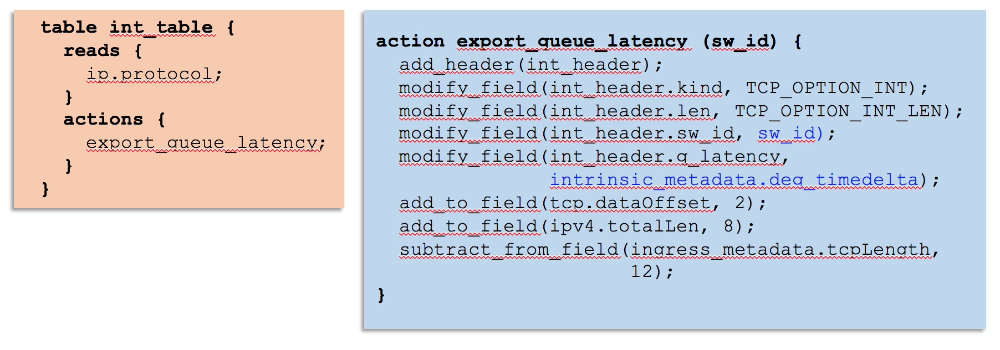 table int_table {
reads {
ip.protocol;
}
actions {
export_queue_latency;
}
}
action export_queue_latency (sw_id) {
add_header(int_header);
modify_field(int_header.kind, TCP_OPTION_INT);
modify_field(int_header.len, TCP_OPTION_INT_LEN);
modify_field(int_header.sw_id, sw_id);
modify_field(int_header.q_latency,
intrinsic_metadata.deq_timedelta);
add_to_field(tcp.dataOffset, 2);
add_to_field(ipv4.totalLen, 8);
subtract_from_field(ingress_metadata.tcpLength,
12);
}